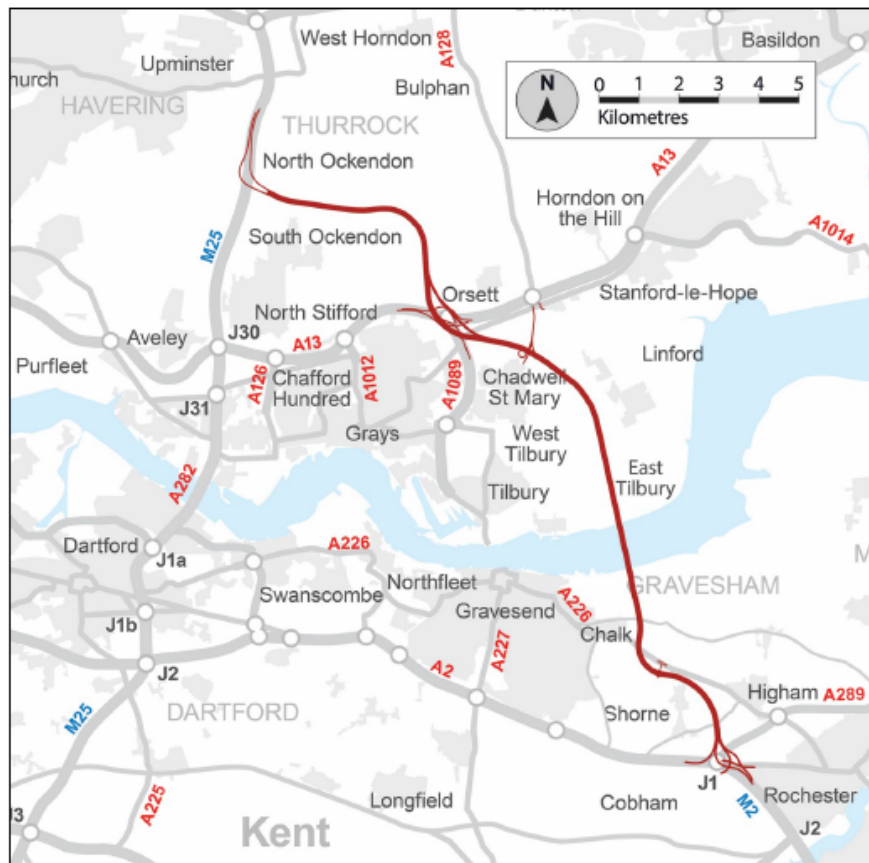 West Horndon
A128
Basildon
Upminster
hurch
Bulphan
N
0 1 2 3 4 5
Kilometres
HAVERING
THURROCK
North Ockendon
A13
Horndon on
the Hill
A1014
South Ockendon
M25
Orsett
Stanford-le-Hope
North Stifford
Aveley
J30
A13
Linford
Purfleet
A126
Chafford
Hundred
A1012
A1089
Chadwell
St Mary
J31
Grays
West
Tilbury
East
Tilbury
A282
Tilbury
Dartford
J1a
A226
M
Northfleet
GRAVESHAM
Swanscombe
Gravesend
A226
J1b
Chalk
A227
J2
A2
Higham
A289
M25
DARTFORD
Shorne
J1
M2
Rochester
A225
Longfield
Cobham
J3
Kent
J2